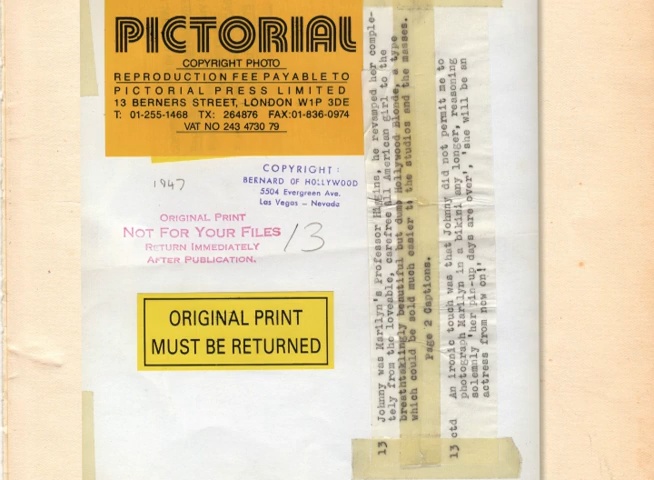 PICTORIAL
COPYRIGHT PHOTO
REPRODUCTION FEE PAYABLE TO
PICTORIAL PRESS LIMITED
13 BERNERS STREET, LONDON W1P 3DE
T: 01-255-1468 TX: 264876 FAX:01-836-0974
VAT NO 243 4730 79
1947
COPYRIGHT:
BERNARD OF HOLLYWOOD
5504 Evergreen Ave.
Las Vegas – Nevada
ORIGINAL PRINT
NOT FOR YOUR FILES
RETURN IMMEDIATELY
AFTER PUBLICATION.
13
ORIGINAL PRINT
MUST BE RETURNED
13 Johnny was Marilyn's Professor Higgins, he revamped her comple-
tely from the loveable, carefree all American girl to the
breathtakingly beautiful but dumb Hollywood Blonde, a type
which could be sold much easier to the studios and the masses.
Page 2 Captions.
13 ctd An ironic touch was that Johnny did not permit me to
photograph Marilyn in a bikini any longer, reasoning
solemnly 'her pin-up days are over', 'she will be an
actress from now on!'